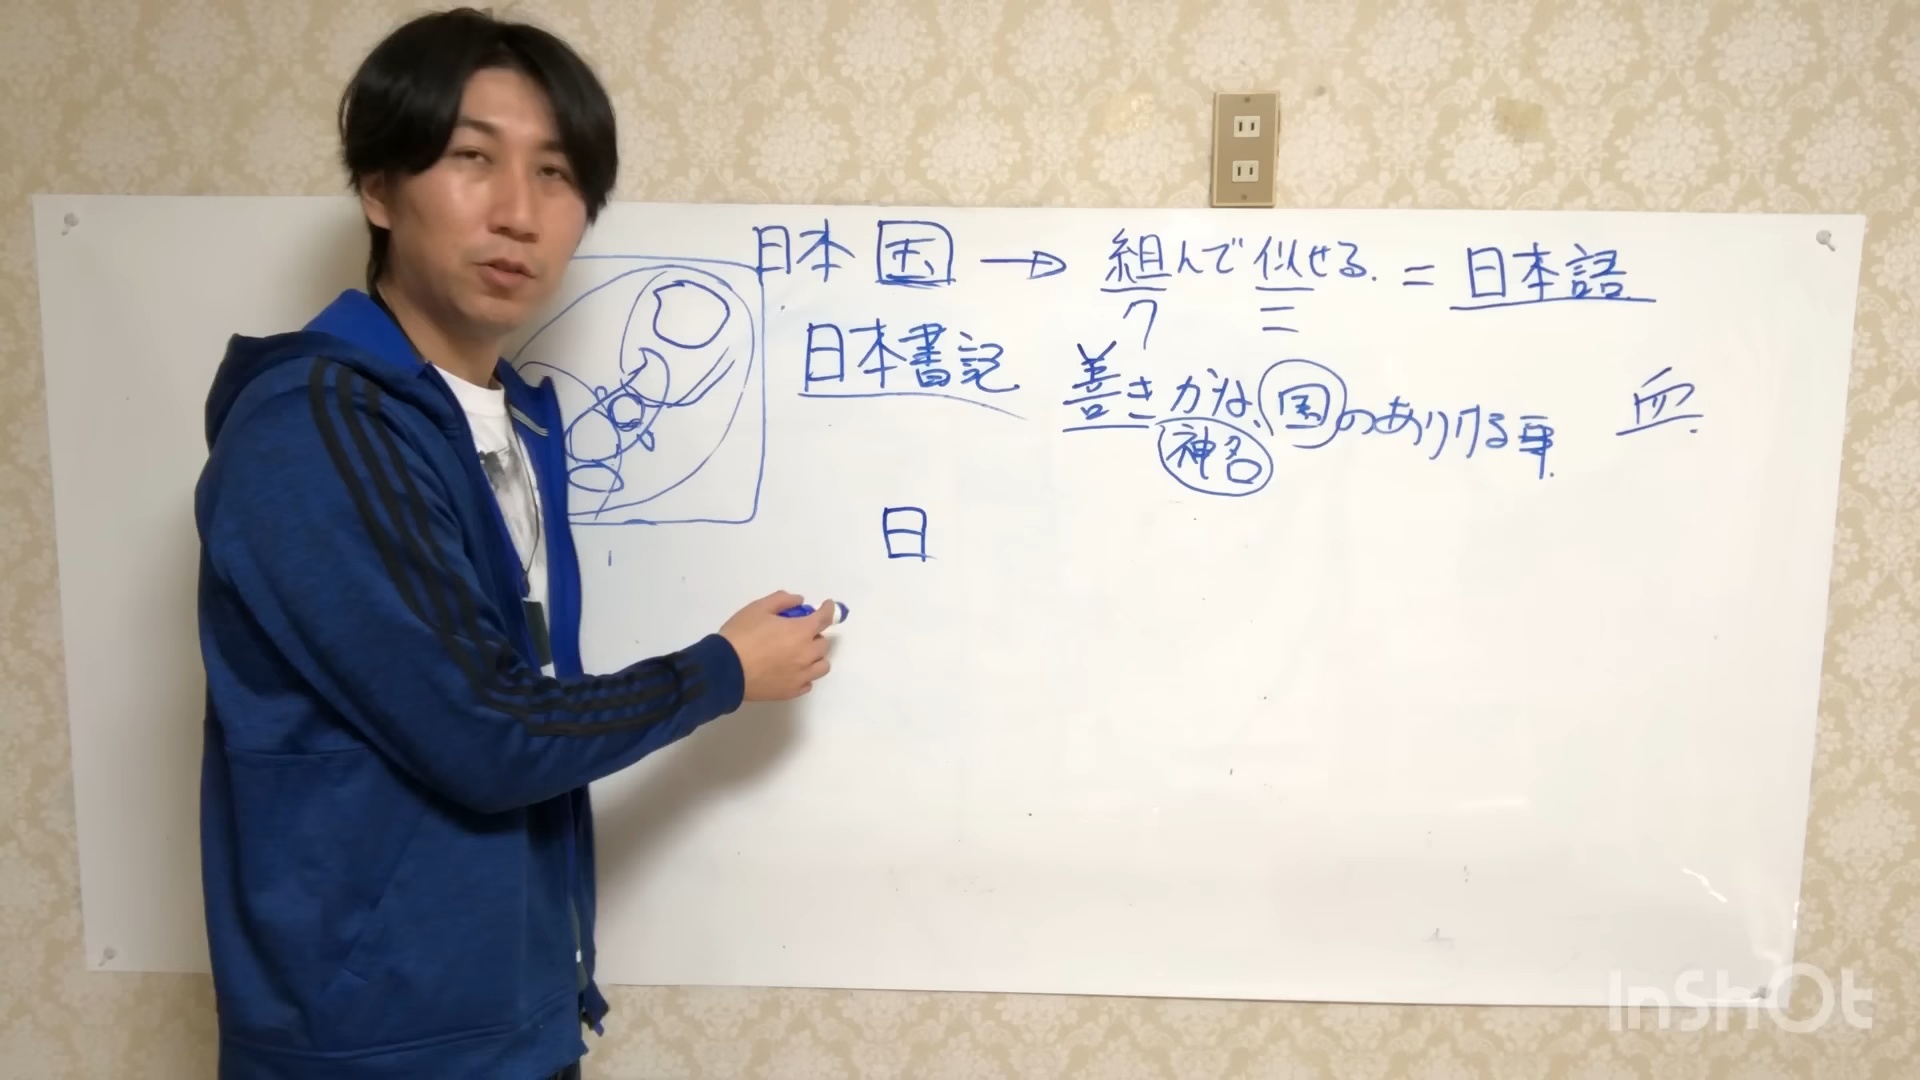 日本国 → 組んで似せる. = 日本語
ク 二
日本書記
善きかな、国のありける事.
神名
血.
日
InShOt